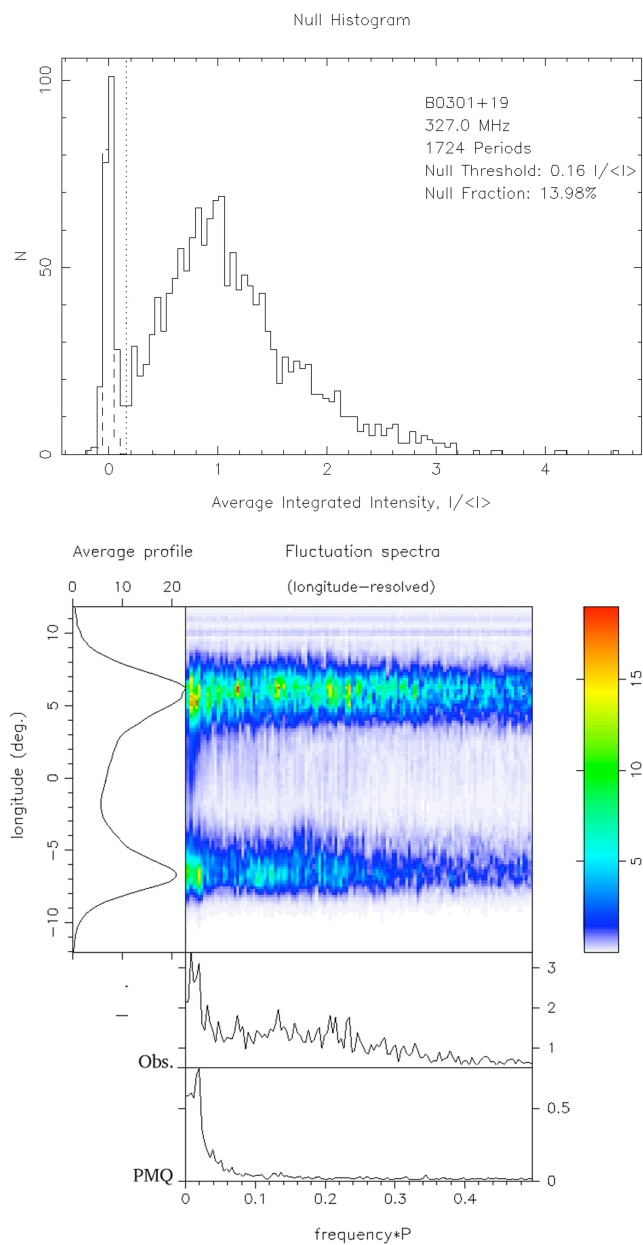 Null Histogram
100
50
0
N
B0301+19
327.0 MHz
1724 Periods
Null Threshold: 0.16 I/<I>
Null Fraction: 13.98%
0 1 2 3 4
Average Integrated Intensity, I/<I>
Average profile Fluctuation spectra
0 10 20 (longitude-resolved)
10
5
0
−5
−10
longitude (deg.)
15
10
5
3
2
1
Obs.
0.5
0
PMQ
0 0.1 0.2 0.3 0.4
frequency*P